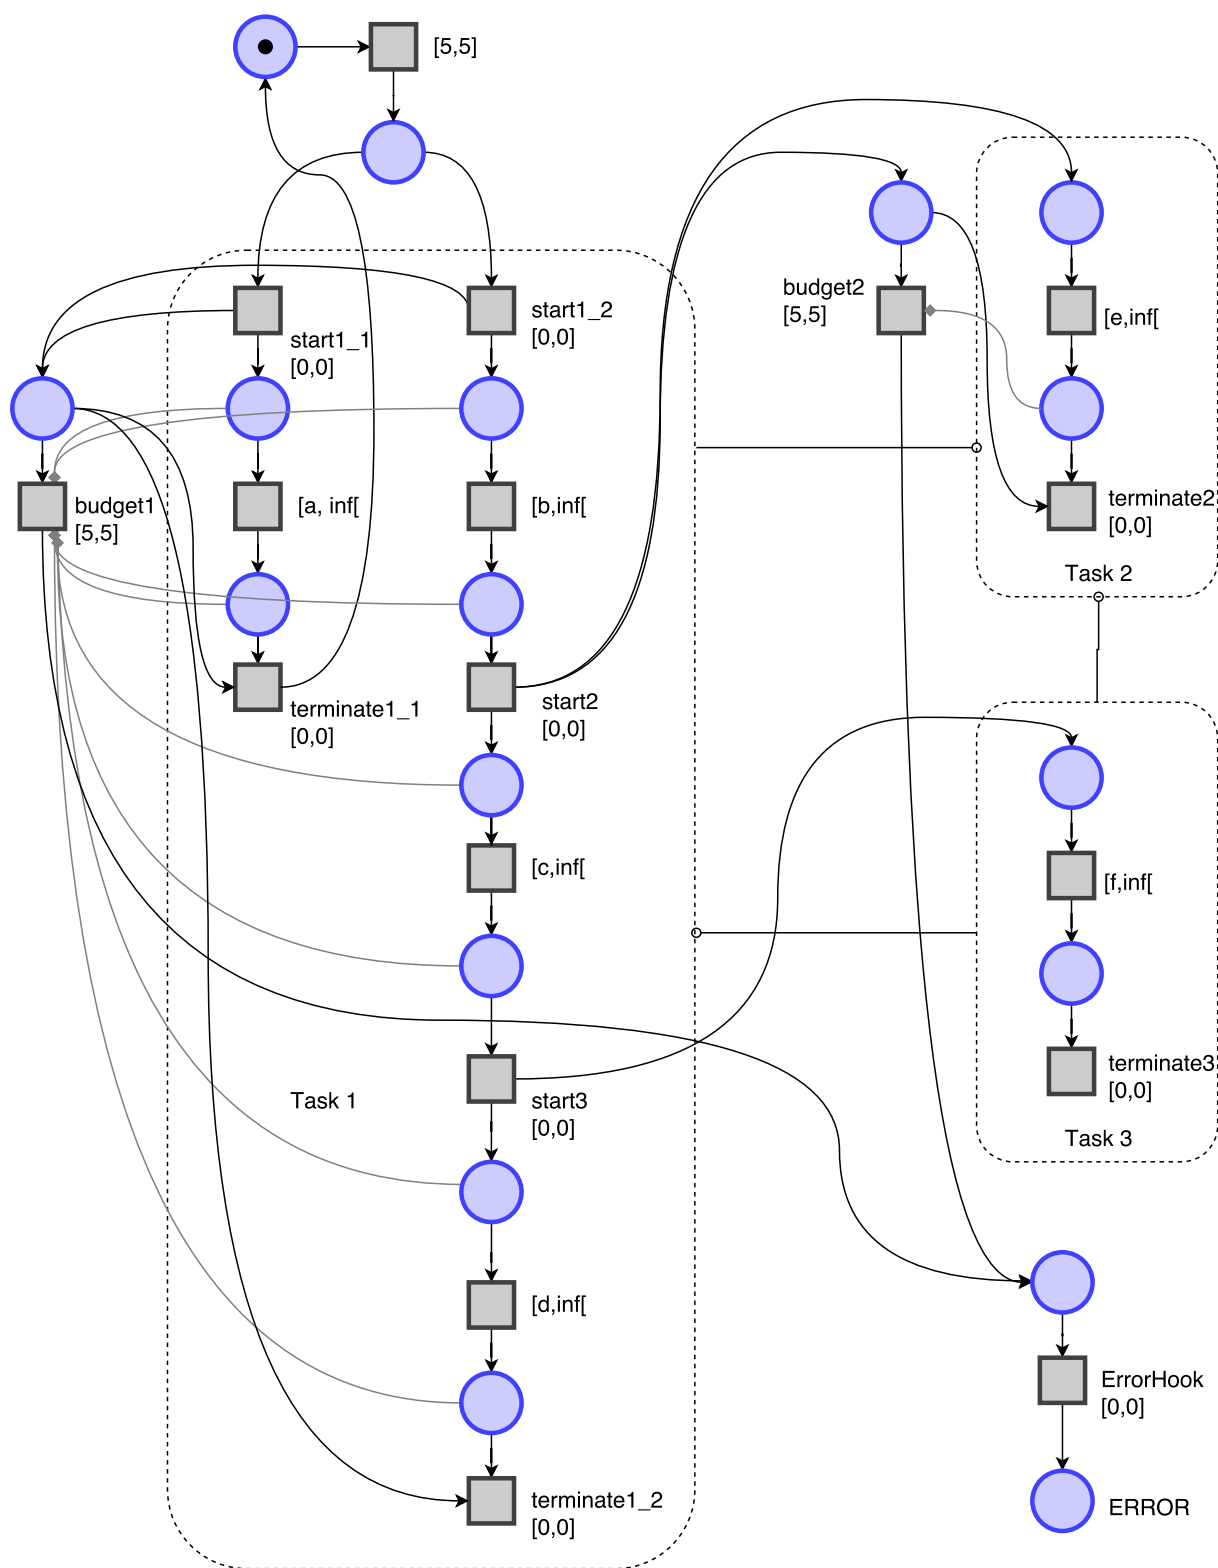 [5,5]
start1_1
[0,0]
start1_2
[0,0]
budget2
[5,5]
[e,inf[
budget1
[5,5]
[a, inf[
[b,inf[
terminate2
[0,0]
Task 2
terminate1_1
[0,0]
start2
[0,0]
[c,inf[
[f,inf[
Task 1
start3
[0,0]
terminate3
[0,0]
Task 3
[d,inf[
ErrorHook
[0,0]
terminate1_2
[0,0]
ERROR